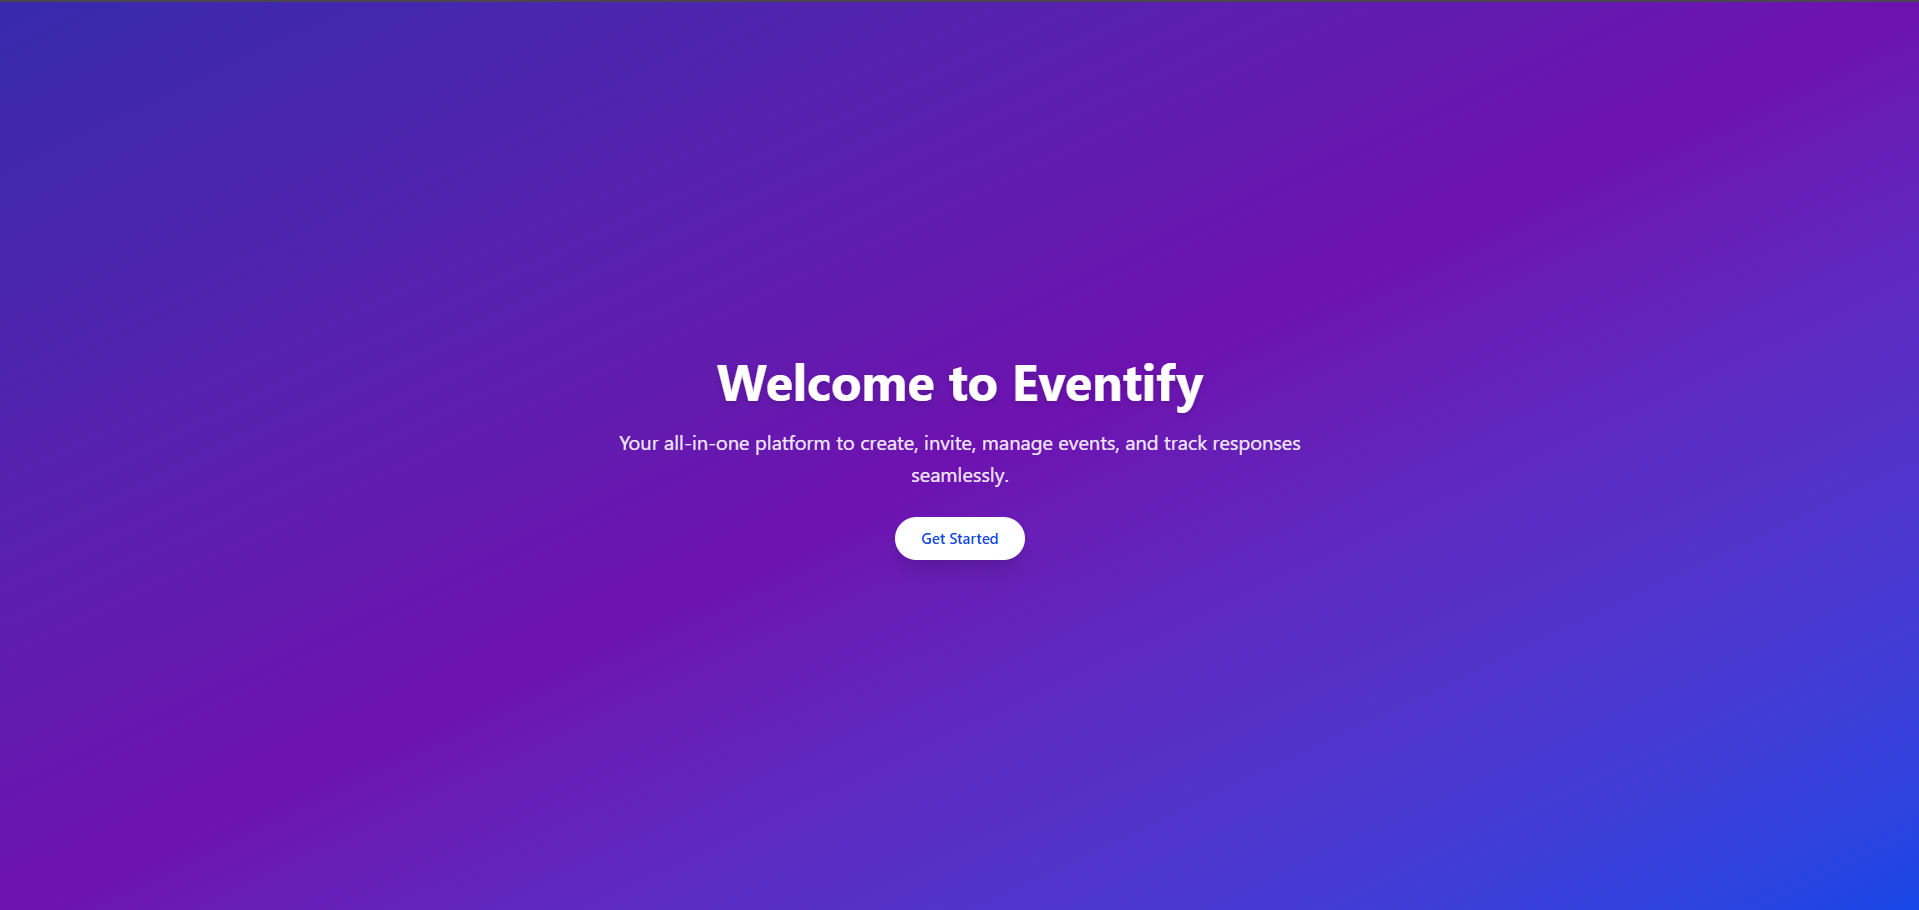 Welcome to Eventify
Your all-in-one platform to create, invite, manage events, and track responses
seamlessly.
Get Started